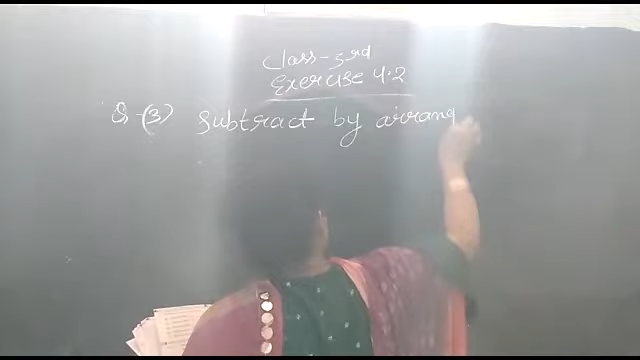 Class-3rd
Exercise 4.2
Q-(3) Subtract by arrang